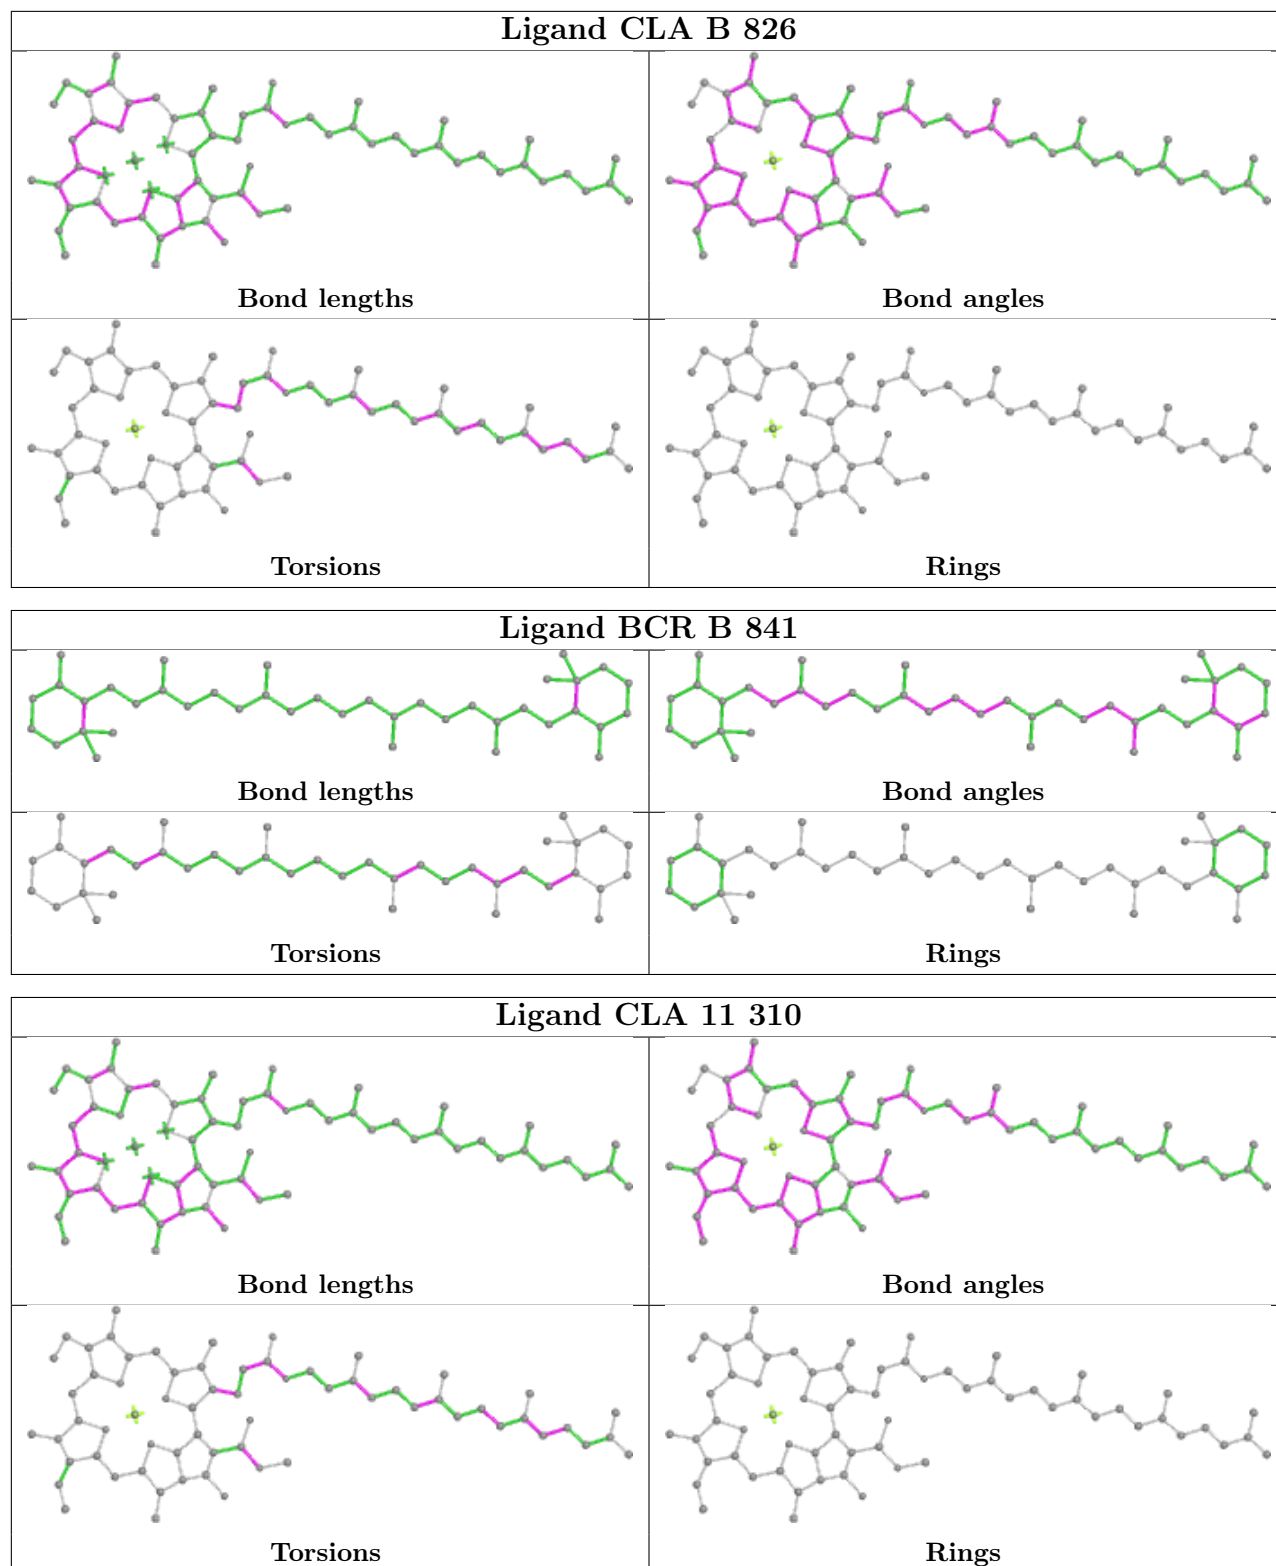 Ligand CLA B 826
Bond lengths Bond angles
Torsions Rings
Ligand BCR B 841
Bond lengths Bond angles
Torsions Rings
Ligand CLA 11 310
Bond lengths Bond angles
Torsions Rings